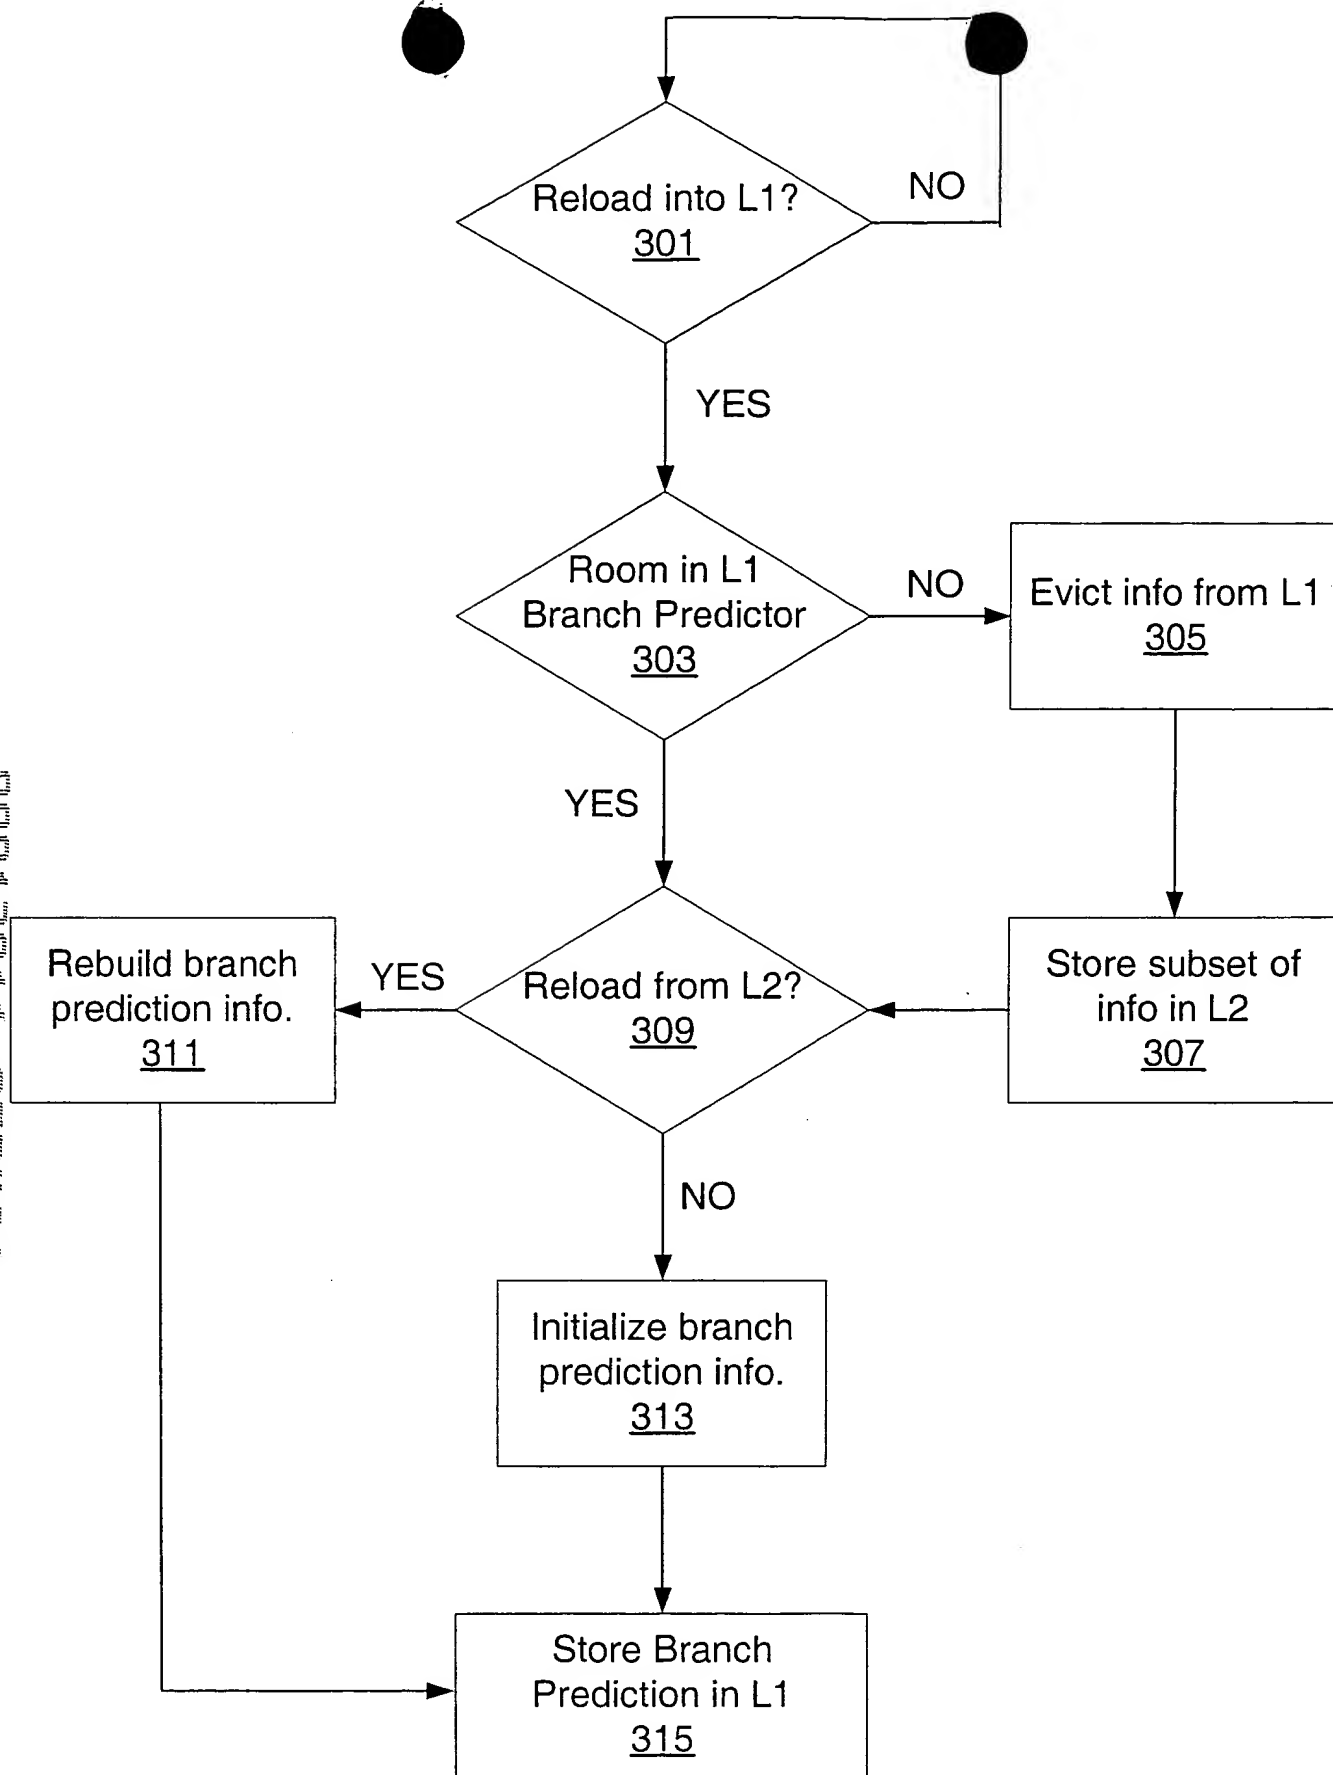 Reload into L1?
301
NO
YES
Room in L1
Branch Predictor
303
NO
Evict info from L1
305
YES
Rebuild branch
prediction info.
311
YES
Reload from L2?
309
Store subset of
info in L2
307
NO
Initialize branch
prediction info.
313
Store Branch
Prediction in L1
315